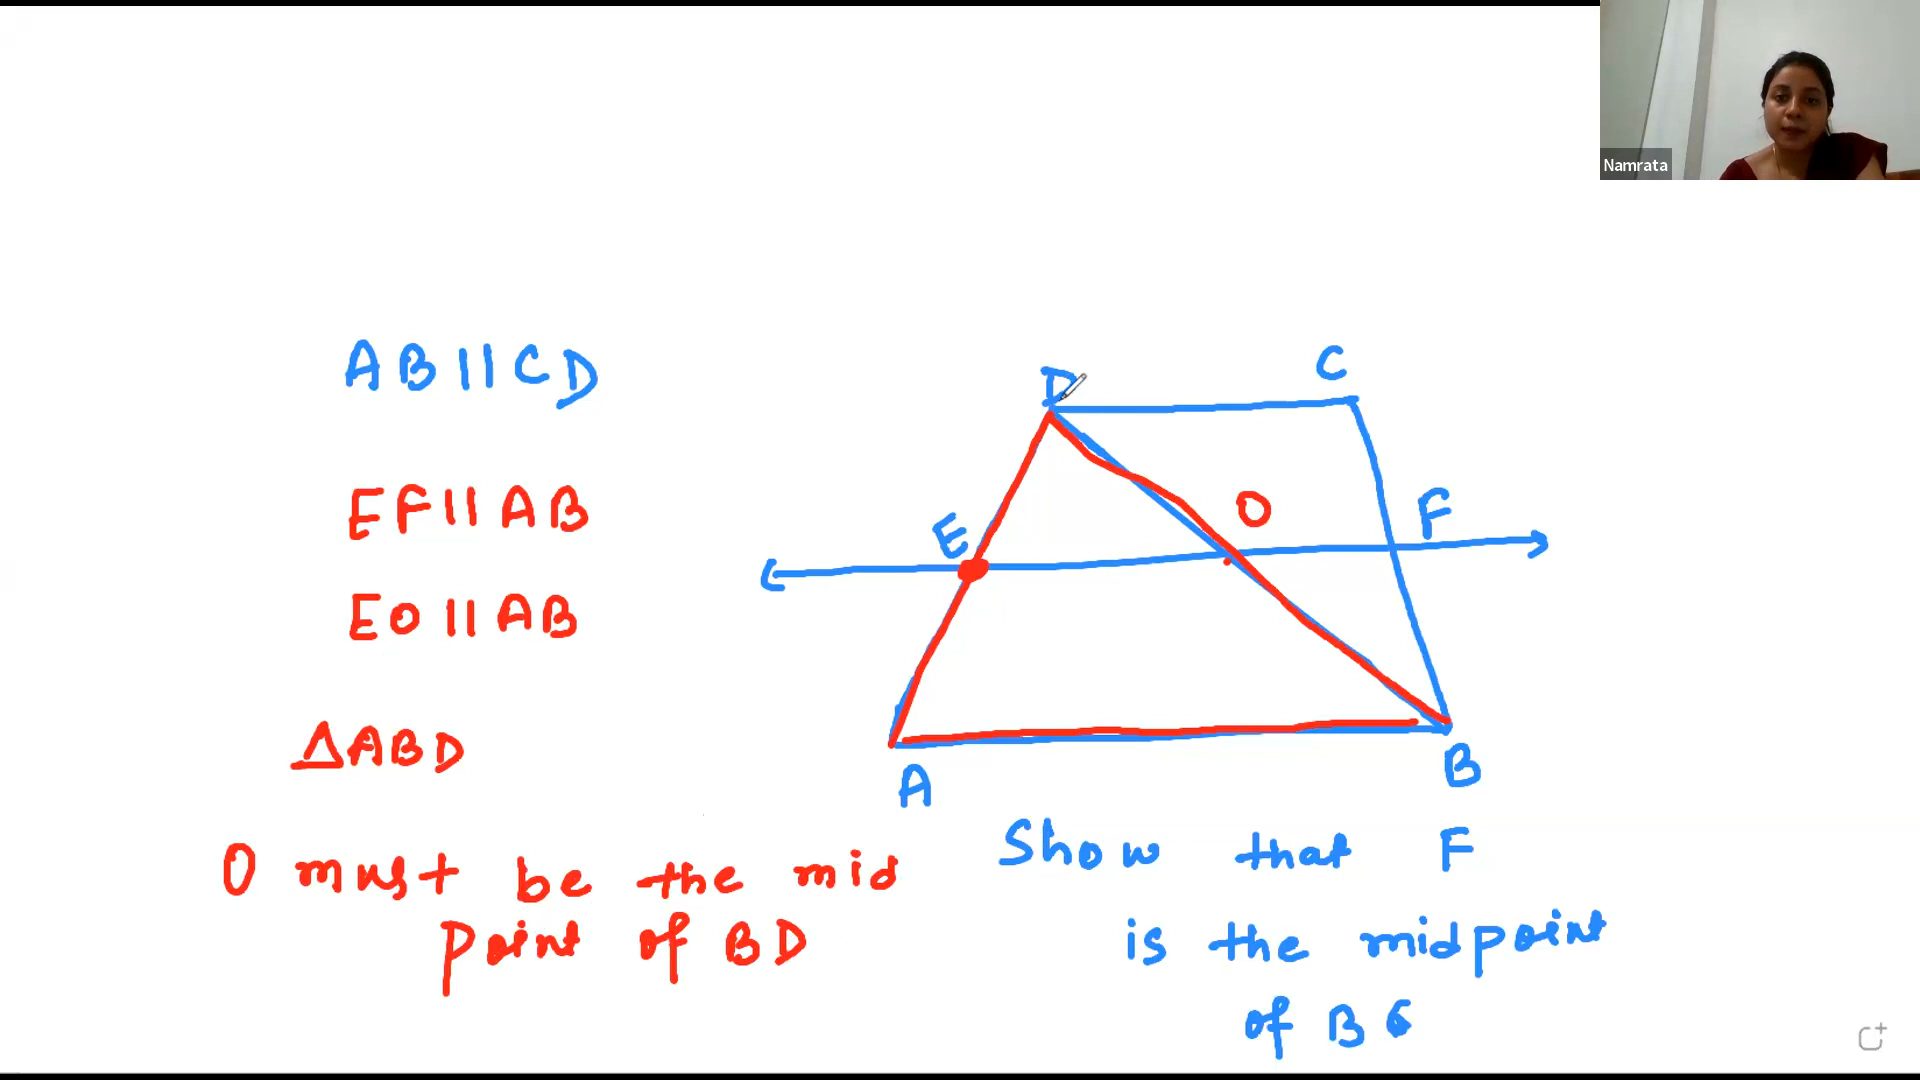 Namrata
AB||CD
EF||AB
EO||AB
△ABD
O must be the mid
point of BD
D
C
E
O
F
A
B
Show that F
is the midpoint
of BC